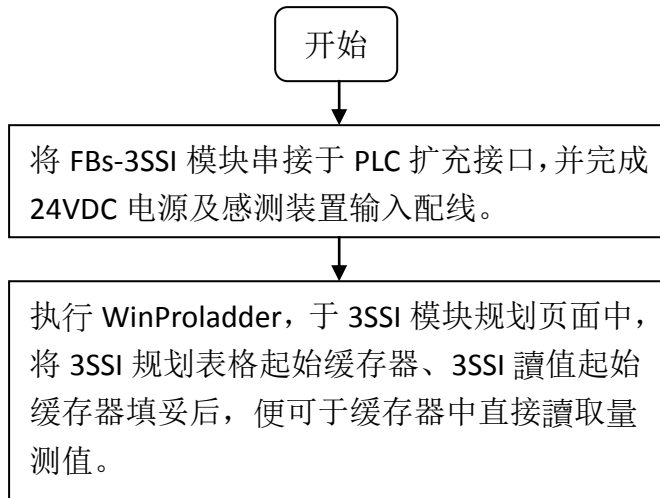 开始
将 FBs-3SSI 模块串接于 PLC 扩充接口，并完成
24VDC 电源及感测装置输入配线。
执行 WinProladder，于 3SSI 模块规划页面中，
将 3SSI 规划表格起始缓存器、3SSI 讀值起始
缓存器填妥后，便可于缓存器中直接讀取量
测值。